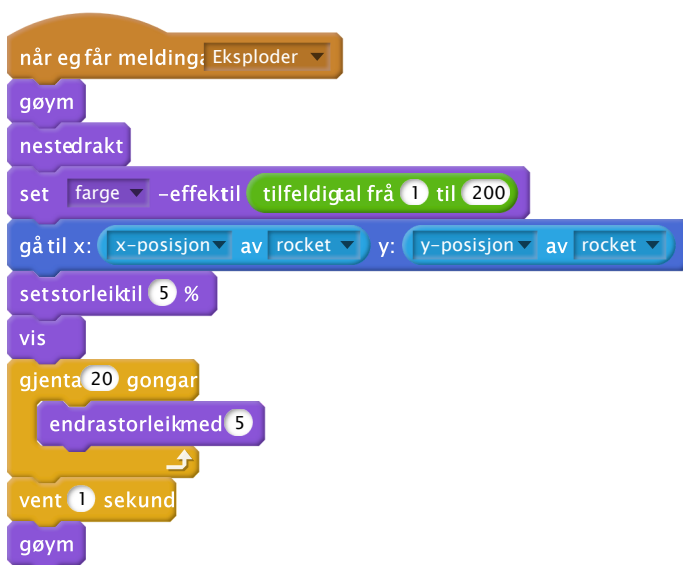 når eg får meldinga Eksploder
gøym
neste drakt
set farge -effekt til tilfeldig tal frå 1 til 200
gå til x: x-posisjon av rocket y: y-posisjon av rocket
set storleik til 5 %
vis
gjenta 20 gongar
endra storleik med 5
vent 1 sekund
gøym